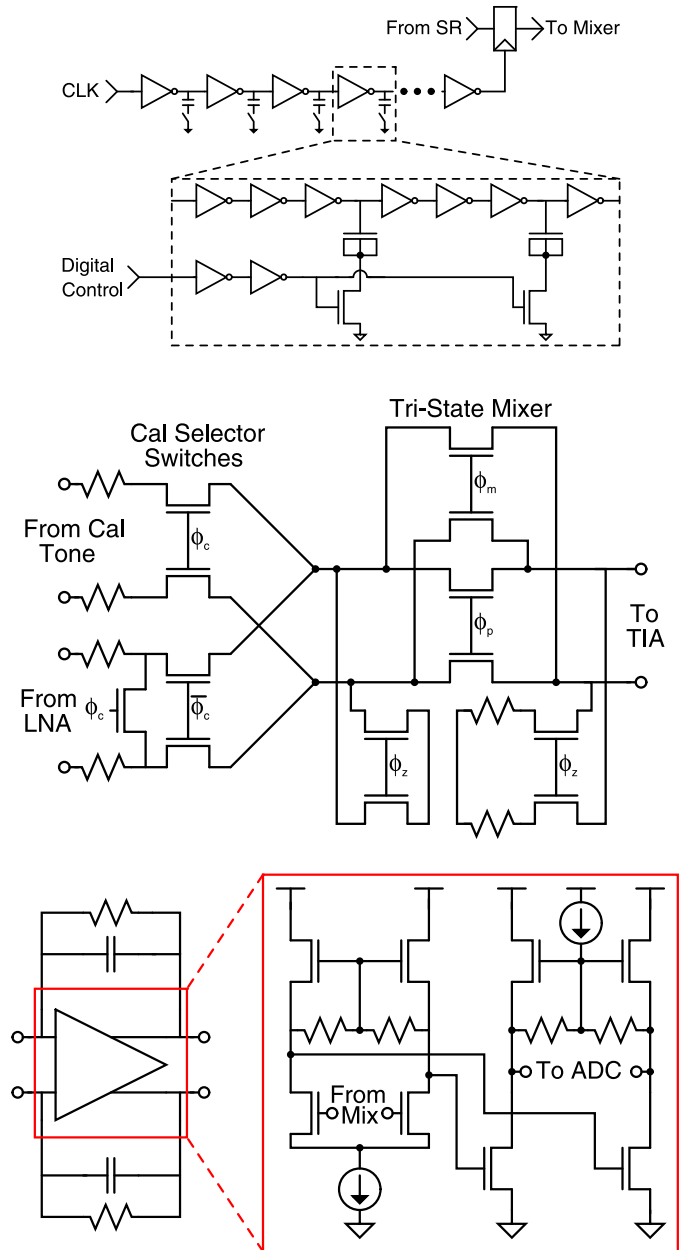 From SR
To Mixer
CLK
Digital
Control
Tri-State Mixer
Cal Selector
Switches
ϕm
From Cal
Tone
ϕc
ϕp
To
TIA
From
LNA
ϕc
ϕc̅
ϕz
ϕz
From
Mix
To ADC